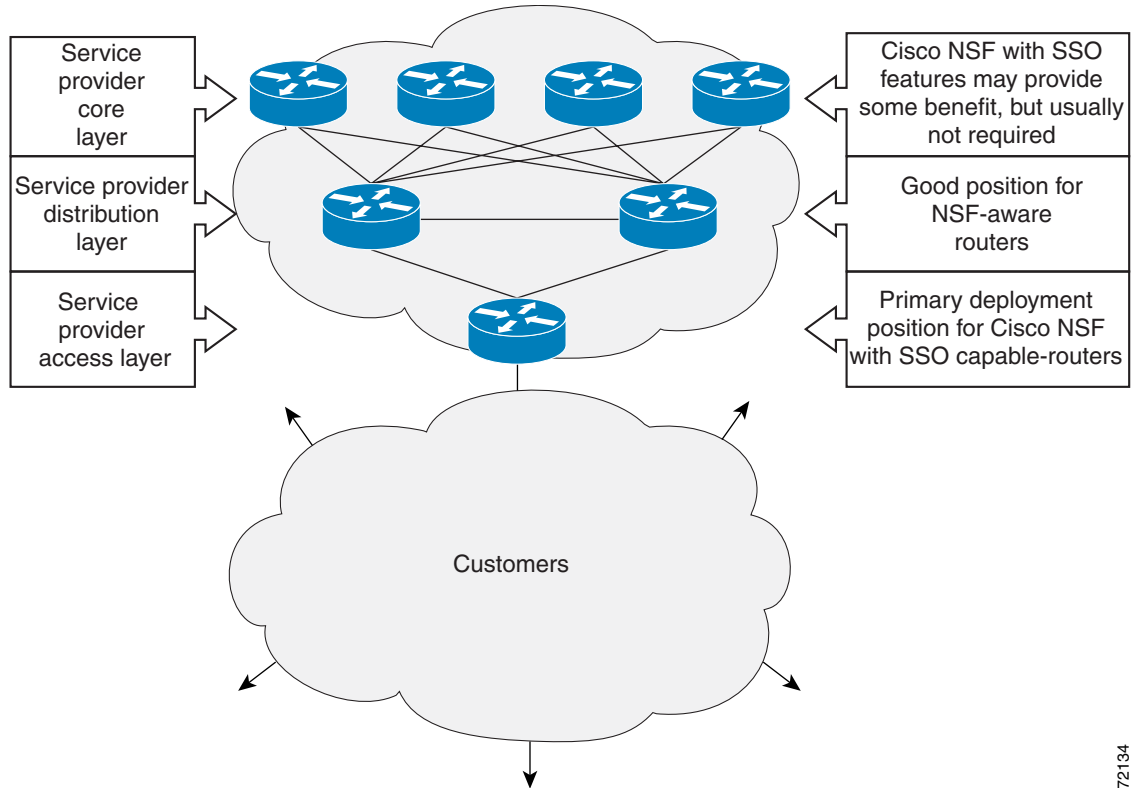 Service
provider
core
layer
Cisco NSF with SSO
features may provide
some benefit, but usually
not required
Service provider
distribution
layer
Good position for
NSF-aware
routers
Service
provider
access layer
Primary deployment
position for Cisco NSF
with SSO capable-routers
Customers
72134